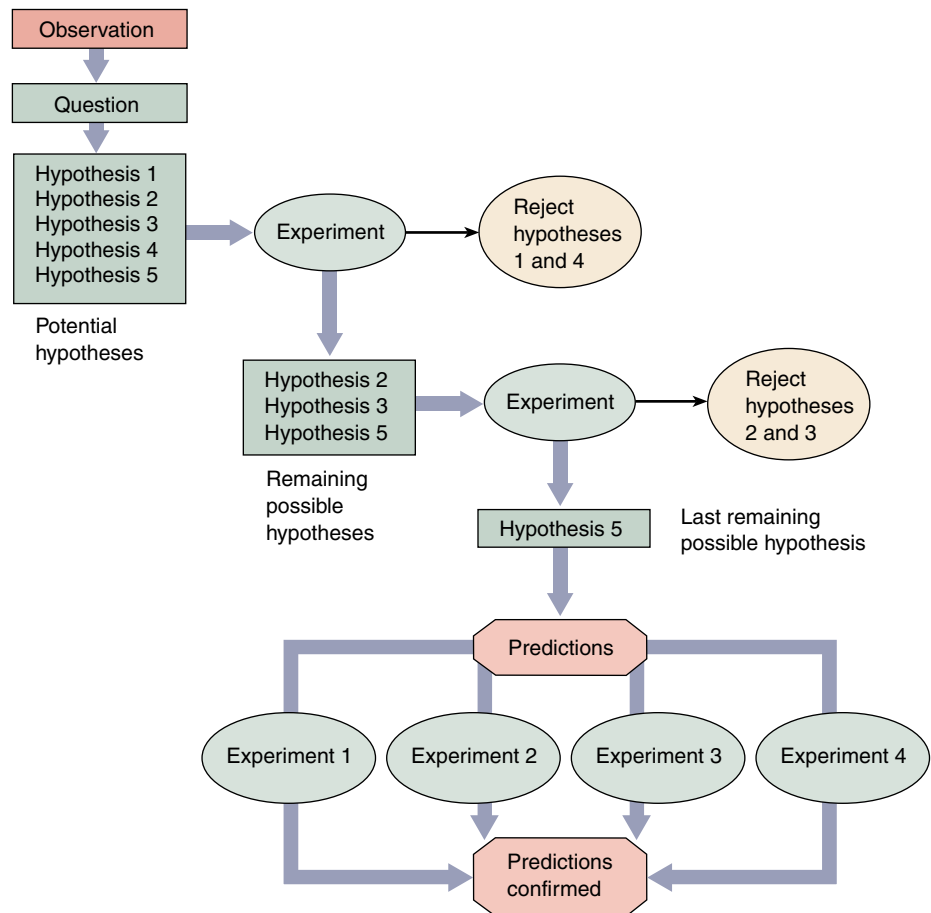 Observation
Question
Hypothesis 1
Hypothesis 2
Hypothesis 3
Hypothesis 4
Hypothesis 5
Potential
hypotheses
Experiment
Reject
hypotheses
1 and 4
Hypothesis 2
Hypothesis 3
Hypothesis 5
Remaining
possible
hypotheses
Experiment
Reject
hypotheses
2 and 3
Hypothesis 5
Last remaining
possible hypothesis
Predictions
Experiment 1
Experiment 2
Experiment 3
Experiment 4
Predictions
confirmed